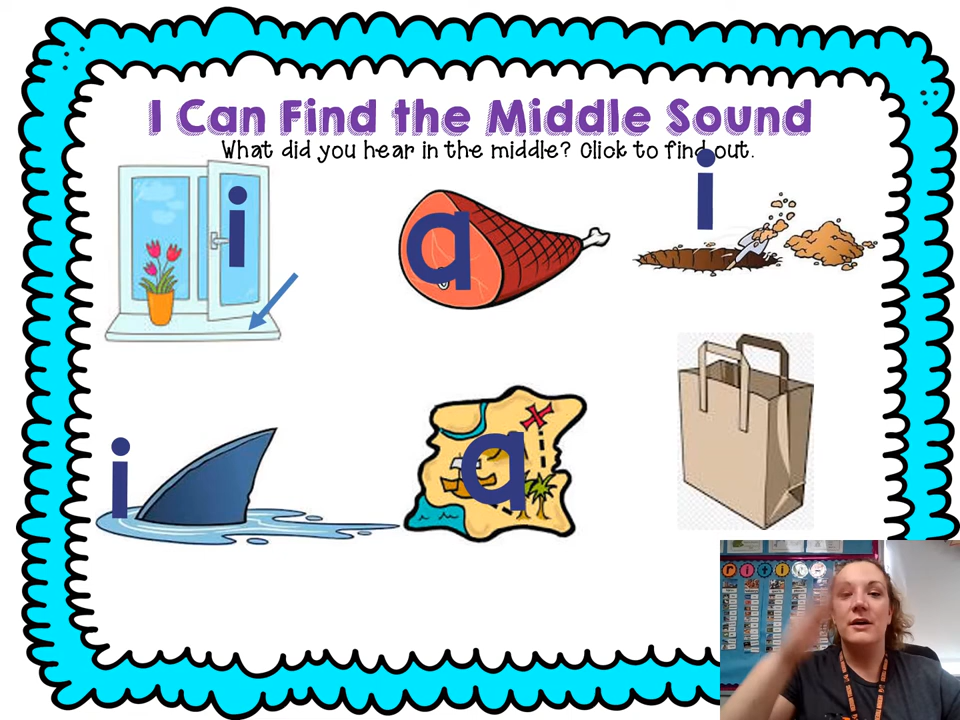 I Can Find the Middle Sound
What did you hear in the middle? Click to find out.
i
a
i
i
a